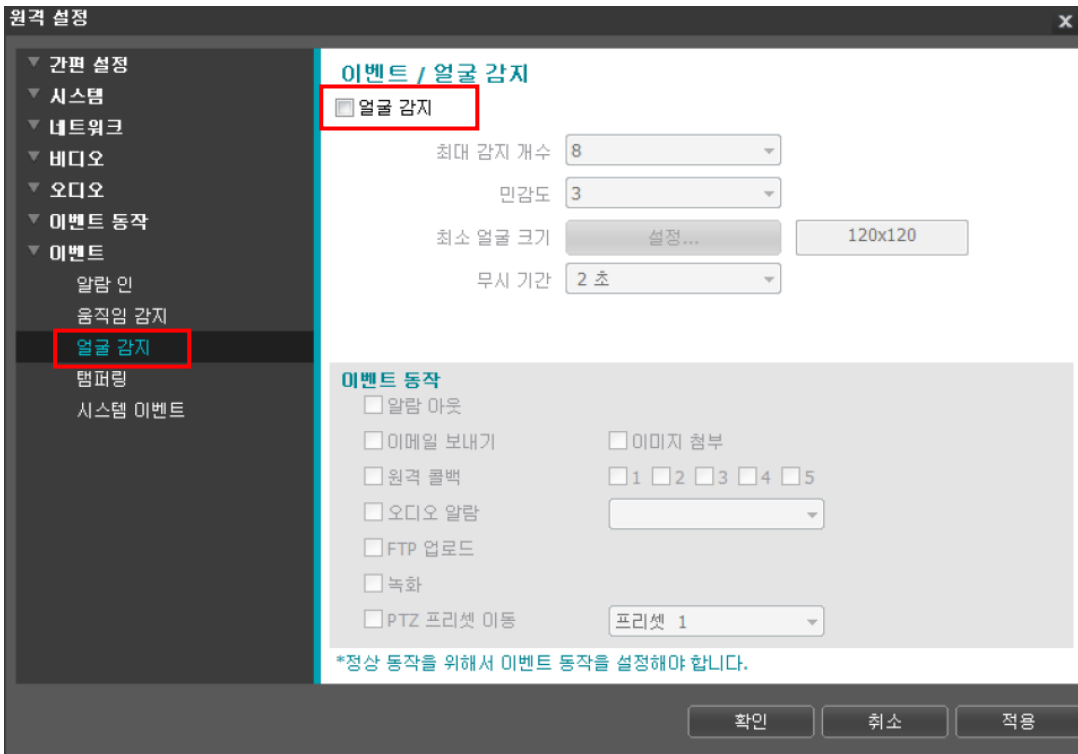 원격 설정
x
간편 설정
시스템
네트워크
비디오
오디오
이벤트 동작
이벤트
알람 인
움직임 감지
얼굴 감지
탬퍼링
시스템 이벤트
이벤트 / 얼굴 감지
얼굴 감지
최대 감지 개수 8
민감도 3
최소 얼굴 크기 설정... 120x120
무시 기간 2 초
이벤트 동작
알람 아웃
이메일 보내기 이미지 첨부
원격 콜백 1 2 3 4 5
오디오 알람
FTP 업로드
녹화
PTZ 프리셋 이동 프리셋 1
*정상 동작을 위해서 이벤트 동작을 설정해야 합니다.
확인 취소 적용